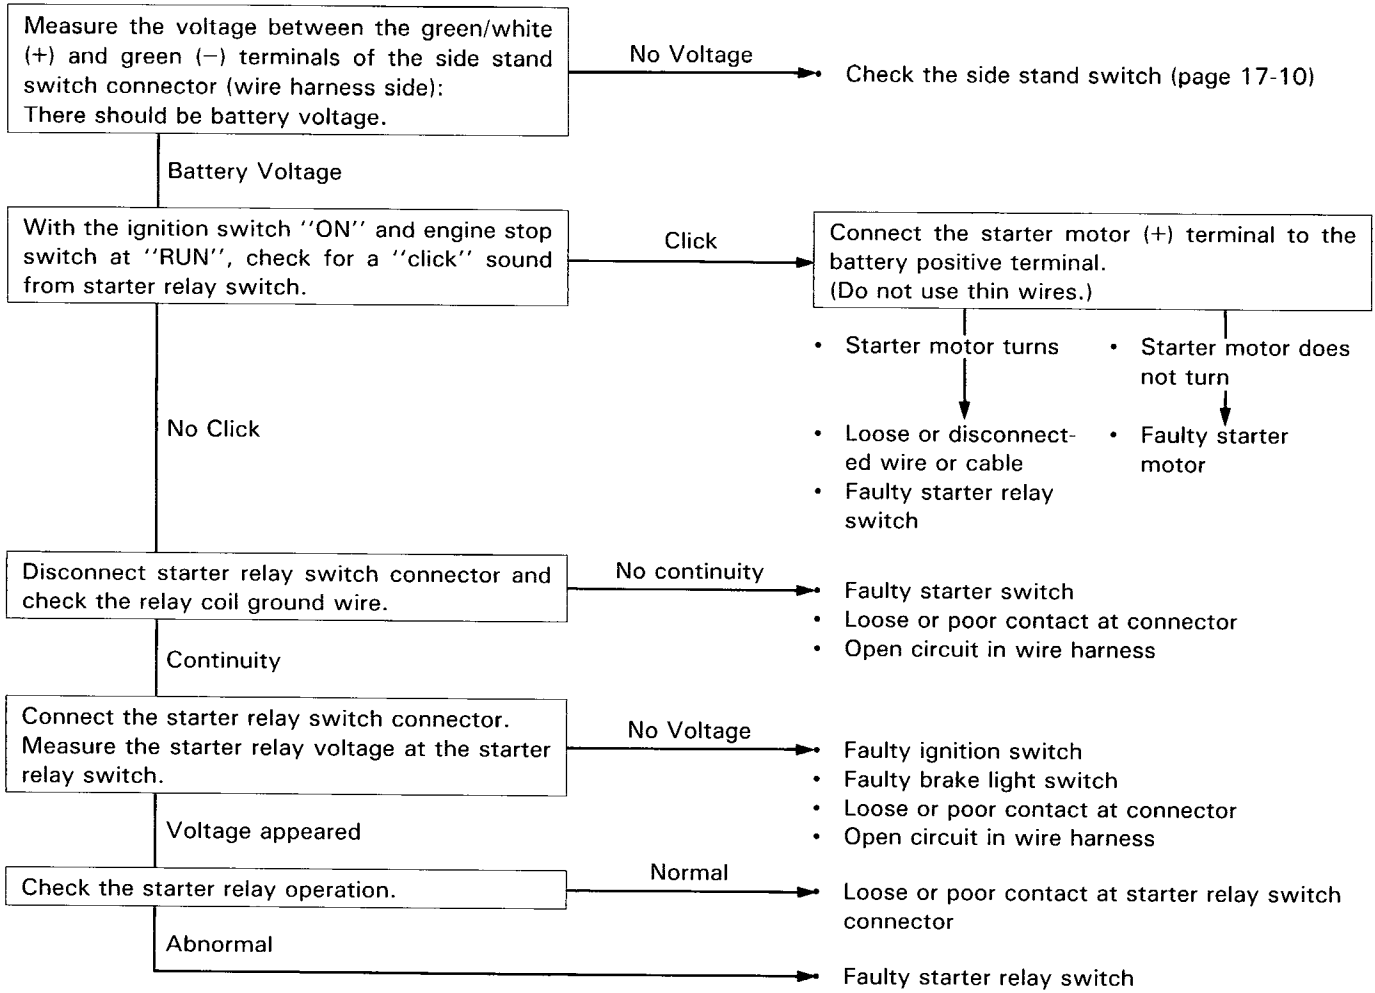 Measure the voltage between the green/white
(+) and green (−) terminals of the side stand
switch connector (wire harness side):
There should be battery voltage.
No Voltage
• Check the side stand switch (page 17-10)
Battery Voltage
With the ignition switch ''ON'' and engine stop
switch at ''RUN'', check for a ''click'' sound
from starter relay switch.
Click
Connect the starter motor (+) terminal to the
battery positive terminal.
(Do not use thin wires.)
• Starter motor turns
• Starter motor does
not turn
• Loose or disconnect-
ed wire or cable
• Faulty starter relay
switch
• Faulty starter
motor
No Click
Disconnect starter relay switch connector and
check the relay coil ground wire.
No continuity
• Faulty starter switch
• Loose or poor contact at connector
• Open circuit in wire harness
Continuity
Connect the starter relay switch connector.
Measure the starter relay voltage at the starter
relay switch.
No Voltage
• Faulty ignition switch
• Faulty brake light switch
• Loose or poor contact at connector
• Open circuit in wire harness
Voltage appeared
Check the starter relay operation.
Normal
• Loose or poor contact at starter relay switch
connector
Abnormal
• Faulty starter relay switch